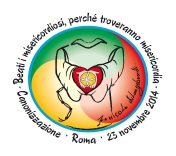 Beati i misericordiosi, perché troveranno misericordia
Canonizzazione · Roma · 23 novembre 2014